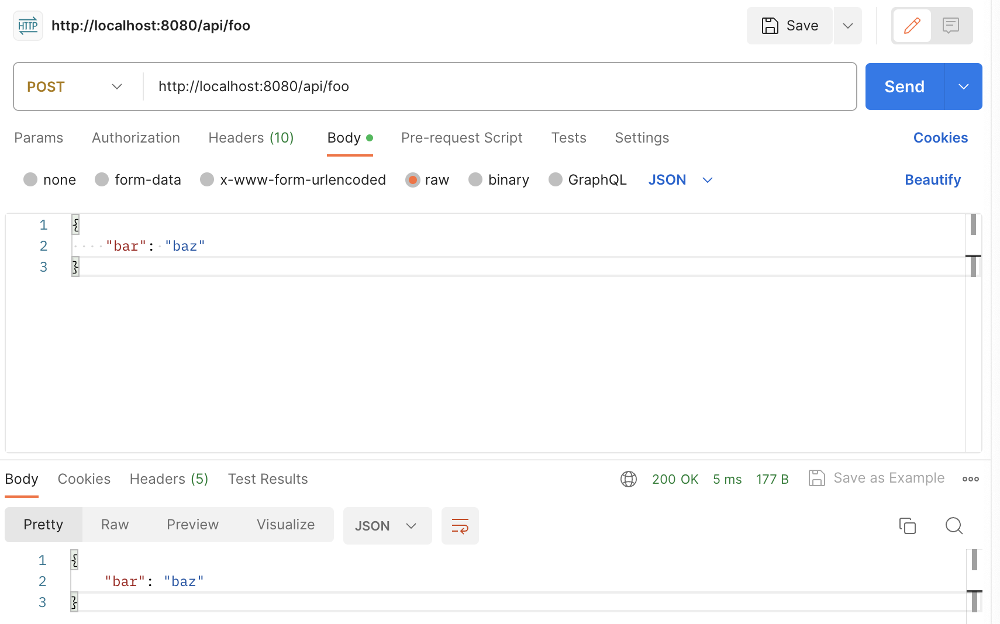 HTTP http://localhost:8080/api/foo Save
POST http://localhost:8080/api/foo Send
Params Authorization Headers (10) Body Pre-request Script Tests Settings Cookies
none form-data x-www-form-urlencoded raw binary GraphQL JSON Beautify
1 {
2 "bar": "baz"
3 }
Body Cookies Headers (5) Test Results 200 OK 5 ms 177 B Save as Example
Pretty Raw Preview Visualize JSON
1 {
2 "bar": "baz"
3 }